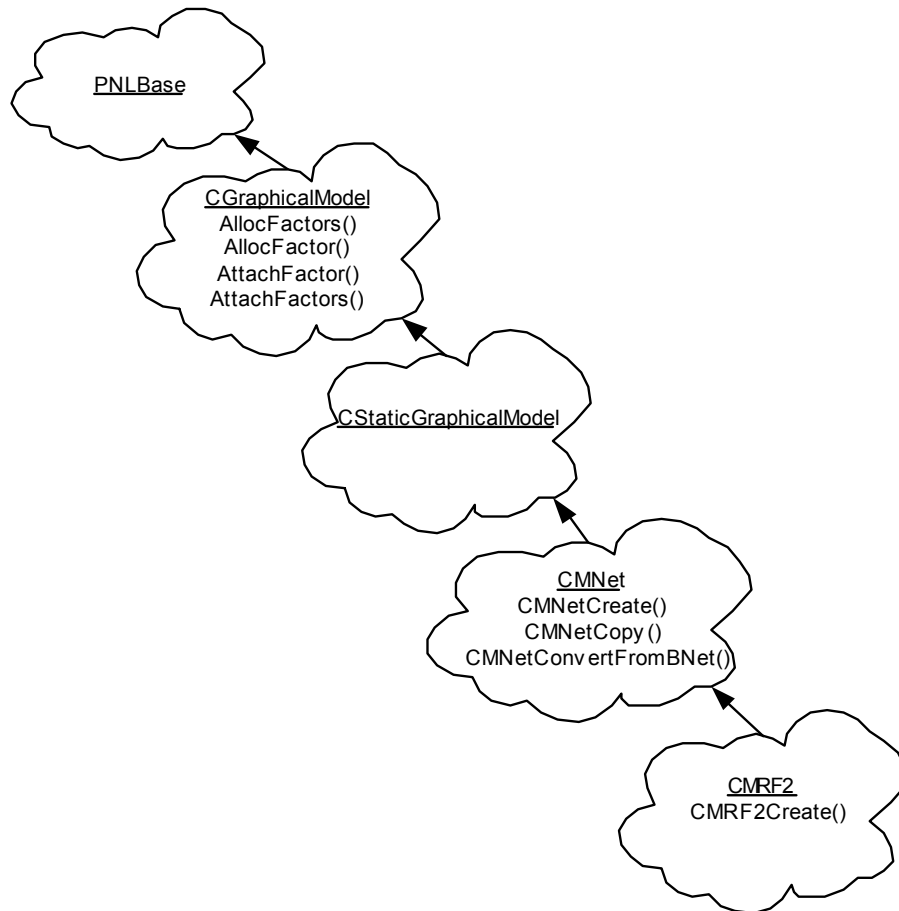 PNLBase
CGraphicalModel
AllocFactors()
AllocFactor()
AttachFactor()
AttachFactors()
CStaticGraphicalModel
CMNet
CMNetCreate()
CMNetCopy()
CMNetConvertFromBNet()
CMRF2
CMRF2Create()